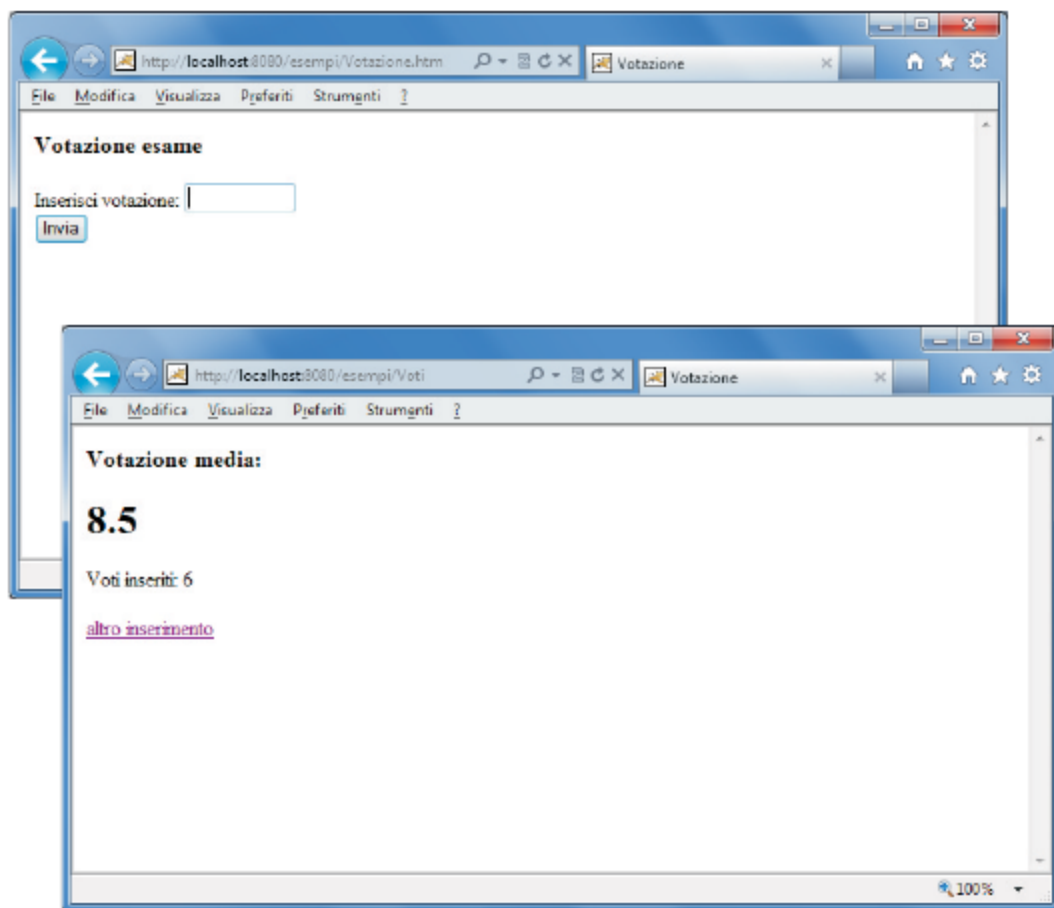 http://localhost:8080/esempi/Votazione.htm
Votazione
File Modifica Visualizza Preferiti Strumenti ?
Votazione esame
Inserisci votazione:
Invia
http://localhost:8080/esempi/Voti
Votazione
File Modifica Visualizza Preferiti Strumenti ?
Votazione media:
8.5
Voti inseriti: 6
altro inserimento
100%